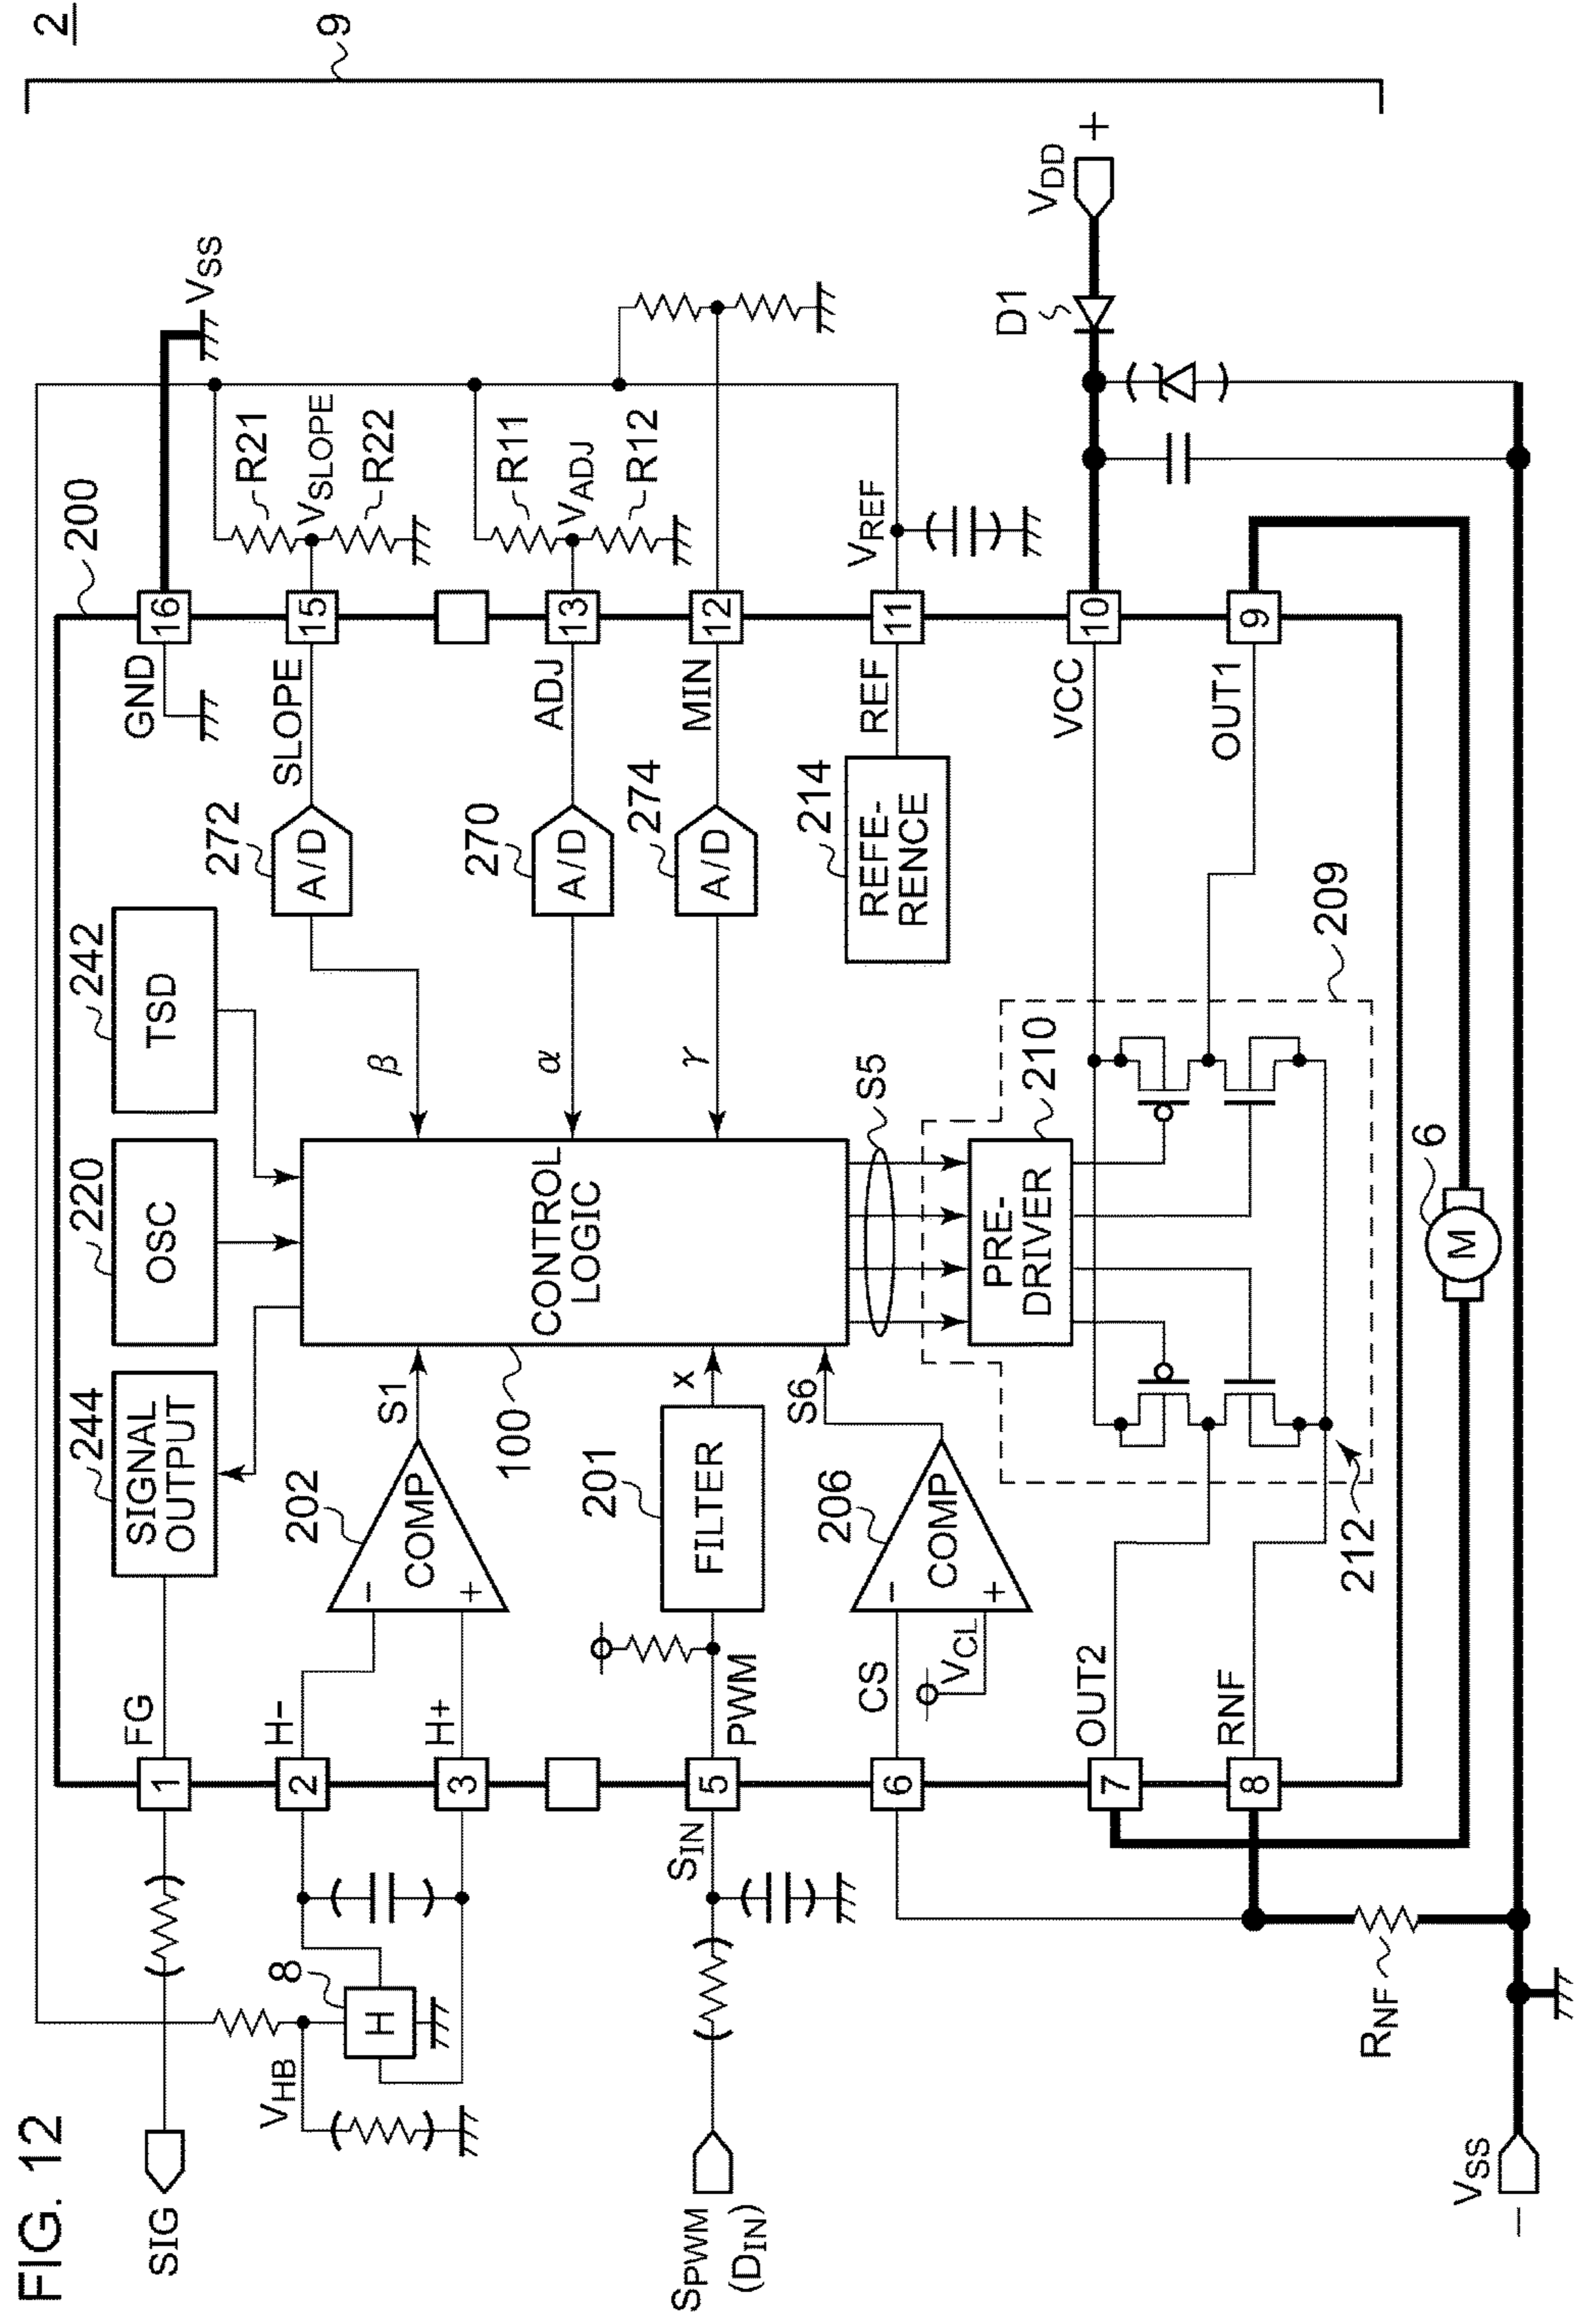 FIG. 12
2
9
200
SIG
FG
1
244
SIGNAL
OUTPUT
220
OSC
242
TSD
GND
16
VSS
VHB
8
H
H-
2
H+
3
202
COMP
-
+
S1
100
CONTROL
LOGIC
β
272
A/D
SLOPE
15
R21
VSLOPE
R22
α
270
A/D
ADJ
13
R11
VADJ
R12
γ
274
A/D
MIN
12
SPWM
(DIN)
SIN
5
PWM
201
FILTER
x
214
REFE-
RENCE
REF
11
VREF
6
CS
VCL
206
COMP
-
+
S6
S5
PRE-
DRIVER
210
209
212
VCC
10
D1
VDD
+
OUT2
7
RNF
8
OUT1
9
6
M
RNF
VSS
-